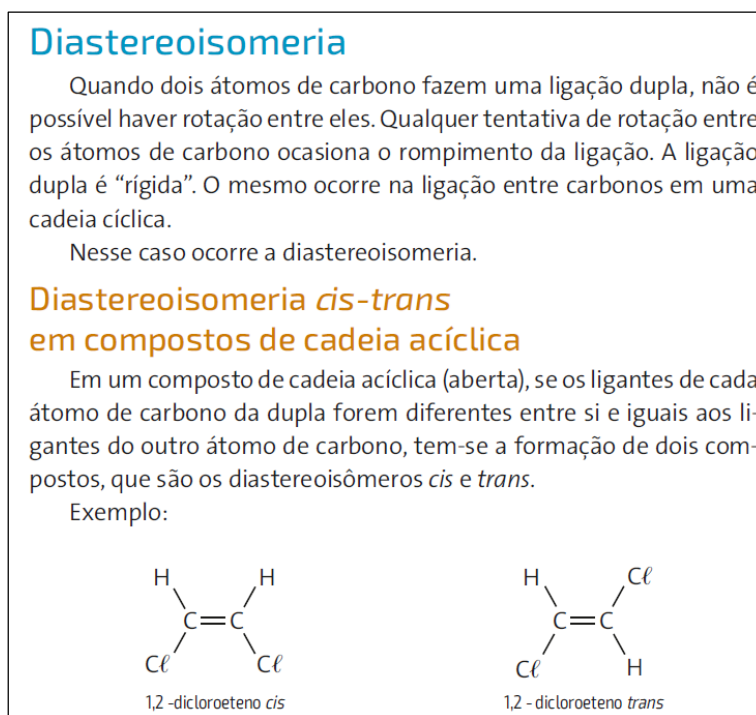 Diastereoisomeria
Quando dois átomos de carbono fazem uma ligação dupla, não é
possível haver rotação entre eles. Qualquer tentativa de rotação entre
os átomos de carbono ocasiona o rompimento da ligação. A ligação
dupla é “rígida”. O mesmo ocorre na ligação entre carbonos em uma
cadeia cíclica.
Nesse caso ocorre a diastereoisomeria.
Diastereoisomeria cis-trans
em compostos de cadeia acíclica
Em um composto de cadeia acíclica (aberta), se os ligantes de cada
átomo de carbono da dupla forem diferentes entre si e iguais aos li-
gantes do outro átomo de carbono, tem-se a formação de dois com-
postos, que são os diastereoisômeros cis e trans.
Exemplo:
H H
C=C
Cℓ Cℓ
1,2 -dicloroeteno cis
H Cℓ
C=C
Cℓ H
1,2 - dicloroeteno trans